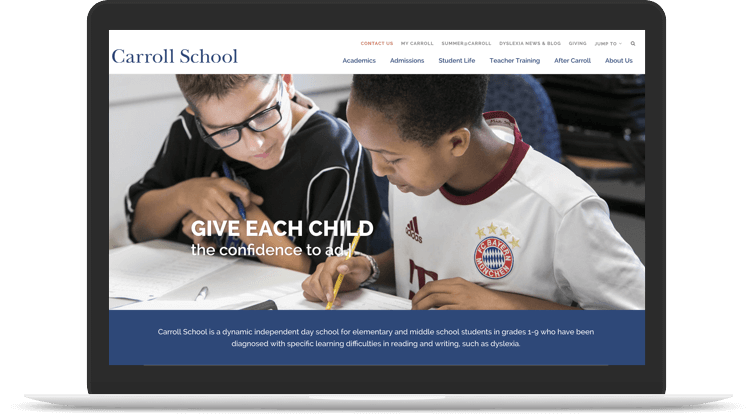 CONTACT US MY CARROLL SUMMER@CARROLL DYSLEXIA NEWS & BLOG GIVING JUMP TO
Carroll School
Academics Admissions Student Life Teacher Training After Carroll About Us
GIVE EACH CHILD
the confidence to ad
adidas
FC BAYERN
MÜNCHEN
Carroll School is a dynamic independent day school for elementary and middle school students in grades 1-9 who have been
diagnosed with specific learning difficulties in reading and writing, such as dyslexia.